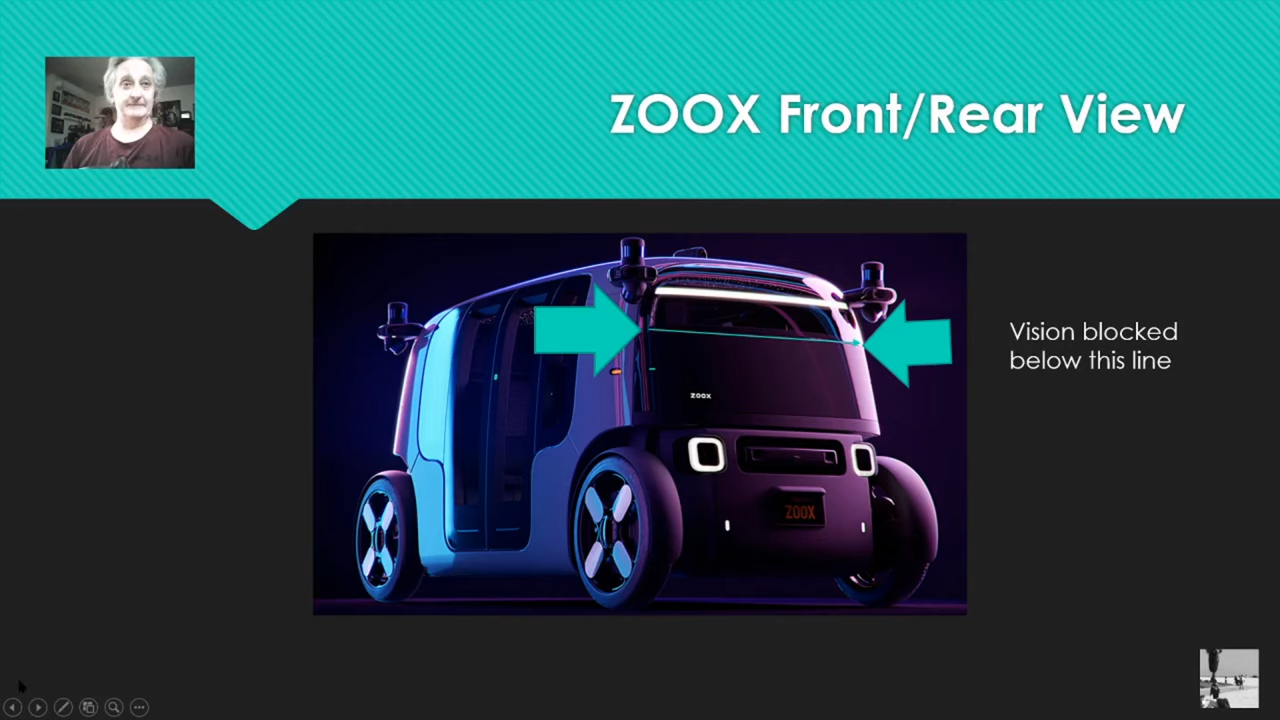 ZOOX Front/Rear View
Vision blocked
below this line
ZOOX
ZOOX